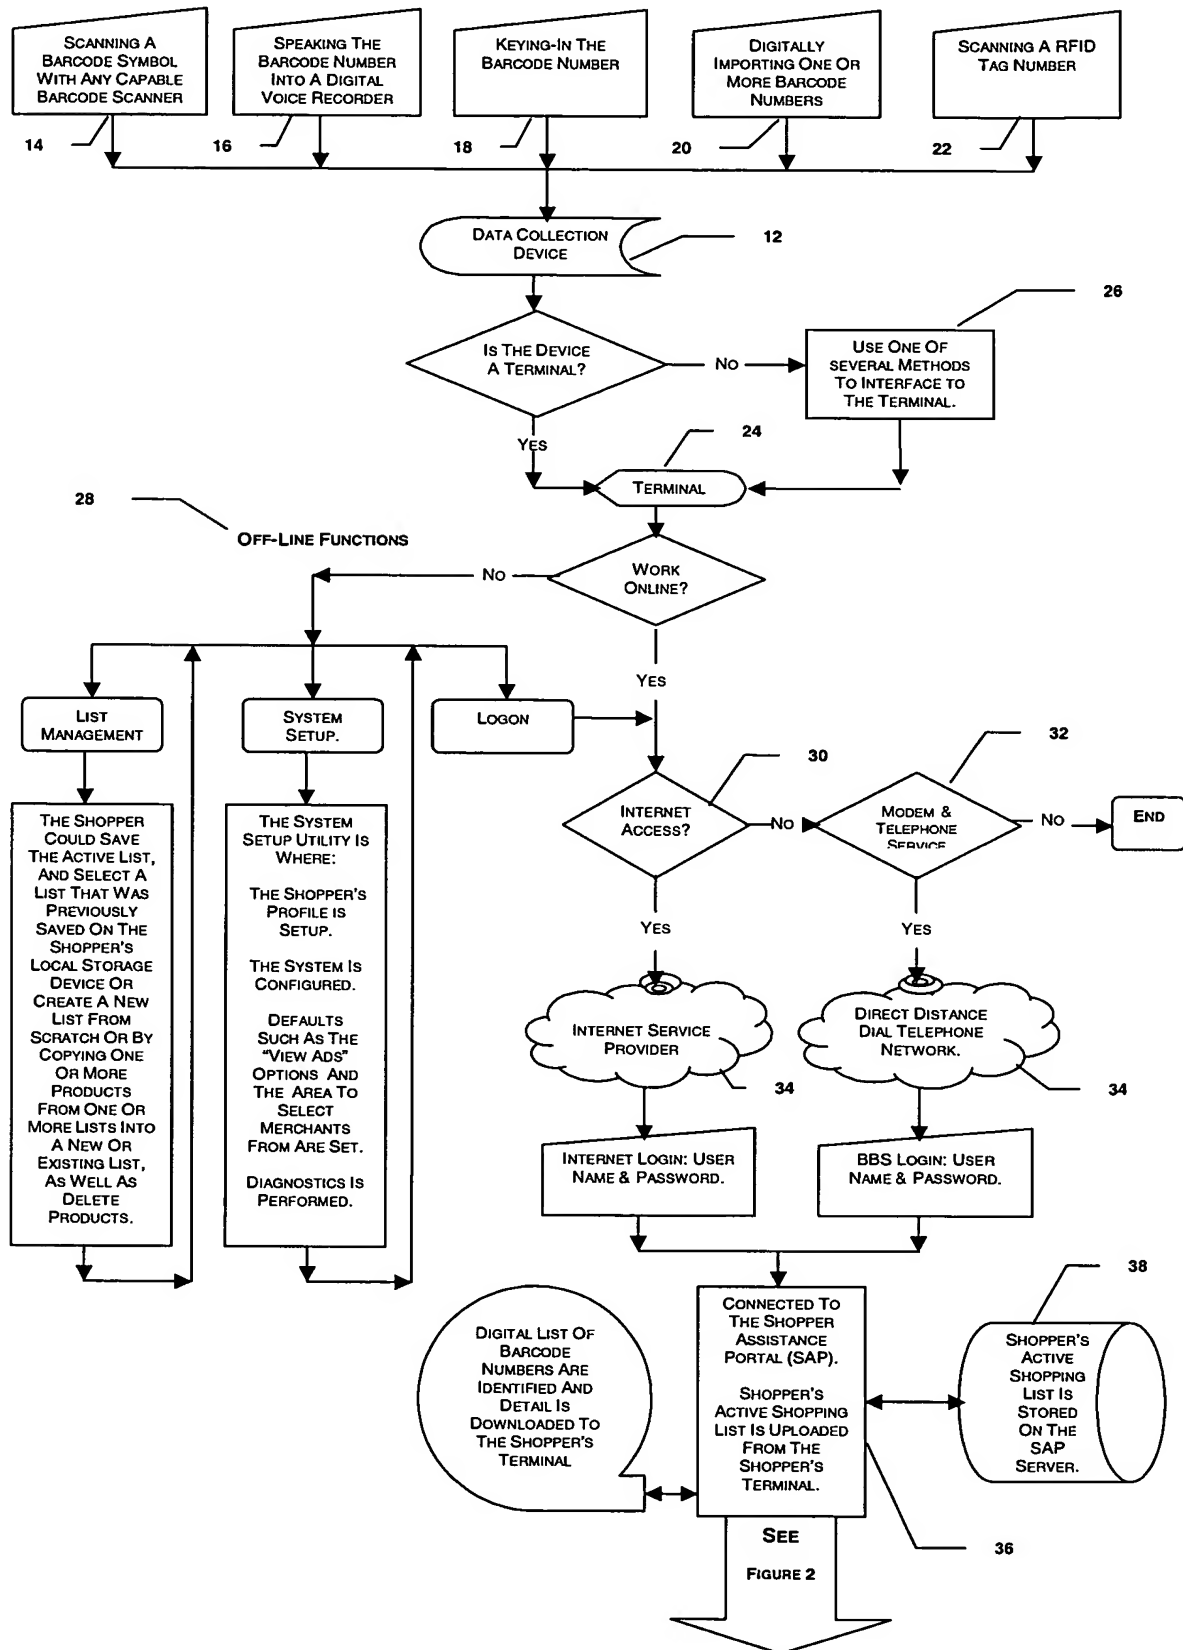 SCANNING A
BARCODE SYMBOL
WITH ANY CAPABLE
BARCODE SCANNER
SPEAKING THE
BARCODE NUMBER
INTO A DIGITAL
VOICE RECORDER
KEYING-IN THE
BARCODE NUMBER
DIGITALLY
IMPORTING ONE OR
MORE BARCODE
NUMBERS
SCANNING A RFID
TAG NUMBER
14
16
18
20
22
DATA COLLECTION
DEVICE
12
26
IS THE DEVICE
A TERMINAL?
NO
USE ONE OF
SEVERAL METHODS
TO INTERFACE TO
THE TERMINAL.
YES
24
TERMINAL
28
OFF-LINE FUNCTIONS
NO
WORK
ONLINE?
YES
LIST
MANAGEMENT
SYSTEM
SETUP.
LOGON
30
32
INTERNET
ACCESS?
NO
MODEM &
TELEPHONE
SERVICE
NO
END
THE SHOPPER
COULD SAVE
THE ACTIVE LIST,
AND SELECT A
LIST THAT WAS
PREVIOUSLY
SAVED ON THE
SHOPPER'S
LOCAL STORAGE
DEVICE OR
CREATE A NEW
LIST FROM
SCRATCH OR BY
COPYING ONE
OR MORE
PRODUCTS
FROM ONE OR
MORE LISTS INTO
A NEW OR
EXISTING LIST,
AS WELL AS
DELETE
PRODUCTS.
THE SYSTEM
SETUP UTILITY IS
WHERE:
THE SHOPPER'S
PROFILE IS
SETUP.
THE SYSTEM IS
CONFIGURED.
DEFAULTS
SUCH AS THE
"VIEW ADS"
OPTIONS AND
THE AREA TO
SELECT
MERCHANTS
FROM ARE SET.
DIAGNOSTICS IS
PERFORMED.
YES
YES
INTERNET SERVICE
PROVIDER
34
DIRECT DISTANCE
DIAL TELEPHONE
NETWORK.
34
INTERNET LOGIN: USER
NAME & PASSWORD.
BBS LOGIN: USER
NAME & PASSWORD.
DIGITAL LIST OF
BARCODE
NUMBERS ARE
IDENTIFIED AND
DETAIL IS
DOWNLOADED TO
THE SHOPPER'S
TERMINAL
CONNECTED TO
THE SHOPPER
ASSISTANCE
PORTAL (SAP).
SHOPPER'S
ACTIVE SHOPPING
LIST IS UPLOADED
FROM THE
SHOPPER'S
TERMINAL.
38
SHOPPER'S
ACTIVE
SHOPPING
LIST IS
STORED
ON THE
SAP
SERVER.
36
SEE
FIGURE 2